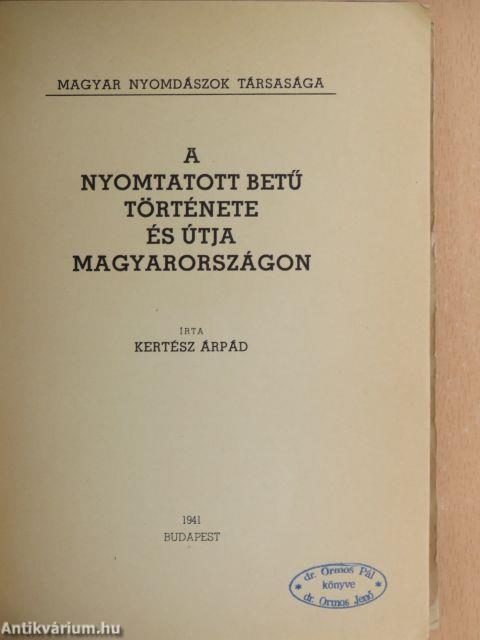 MAGYAR NYOMDÁSZOK TÁRSASÁGA
A
NYOMTATOTT BETŰ
TÖRTÉNETE
ÉS ÚTJA
MAGYARORSZÁGON
ÍRTA
KERTÉSZ ÁRPÁD
1941
BUDAPEST
* dr. Ormos Pál *
könyve
dr. Ormos Jenő
Antikvárium.hu